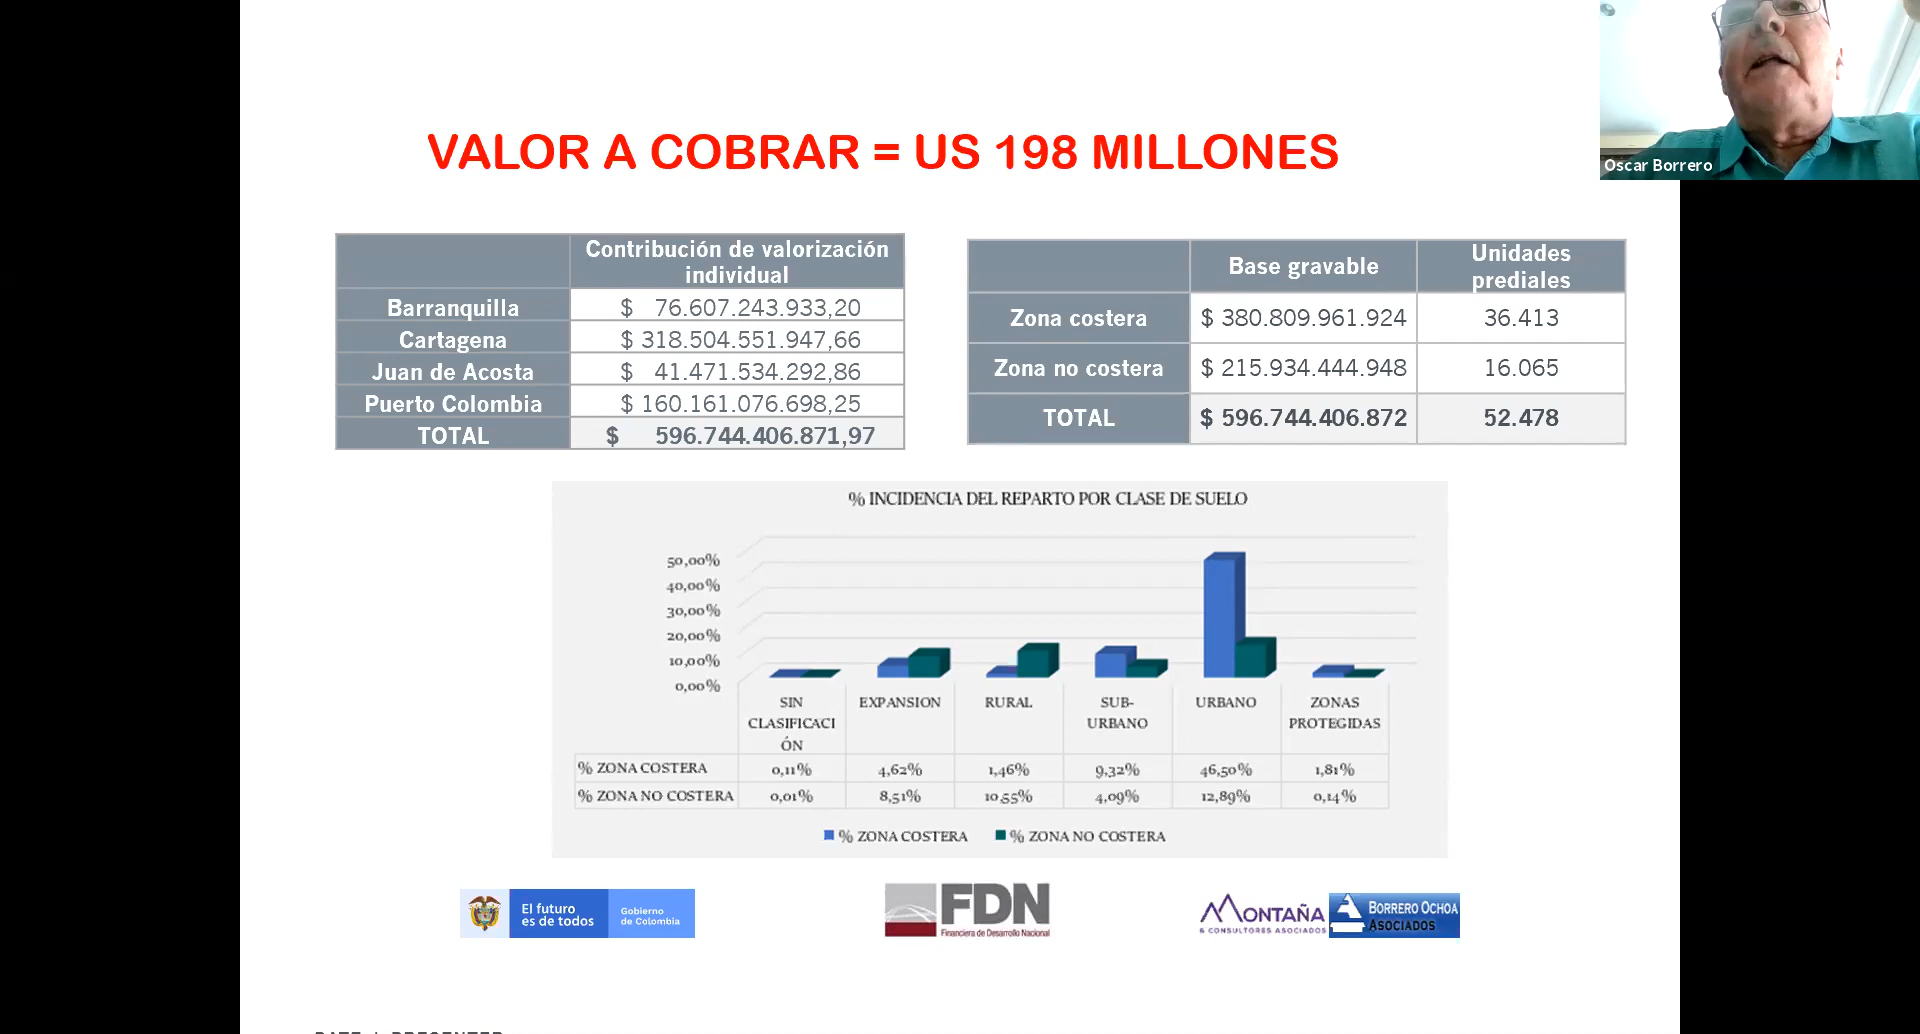 VALOR A COBRAR = US 198 MILLONES
Oscar Borrero
Contribución de valorización
individual
Barranquilla $ 76.607.243.933,20
Cartagena $ 318.504.551.947,66
Juan de Acosta $ 41.471.534.292,86
Puerto Colombia $ 160.161.076.698,25
TOTAL $ 596.744.406.871,97
Base gravable Unidades
prediales
Zona costera $ 380.809.961.924 36.413
Zona no costera $ 215.934.444.948 16.065
TOTAL $ 596.744.406.872 52.478
% INCIDENCIA DEL REPARTO POR CLASE DE SUELO
50,00%
40,00%
30,00%
20,00%
10,00%
0,00%
SIN
CLASIFICACI
ÓN
EXPANSION
RURAL
SUB-
URBANO
URBANO
ZONAS
PROTEGIDAS
% ZONA COSTERA 0,11% 4,62% 1,46% 9,32% 46,50% 1,81%
% ZONA NO COSTERA 0,01% 8,51% 10,55% 4,09% 12,89% 0,14%
% ZONA COSTERA % ZONA NO COSTERA
El futuro
es de todos
Gobierno
de Colombia
FDN
Financiera de Desarrollo Nacional
MONTAÑA
& CONSULTORES ASOCIADOS
BORRERO OCHOA
ASOCIADOS